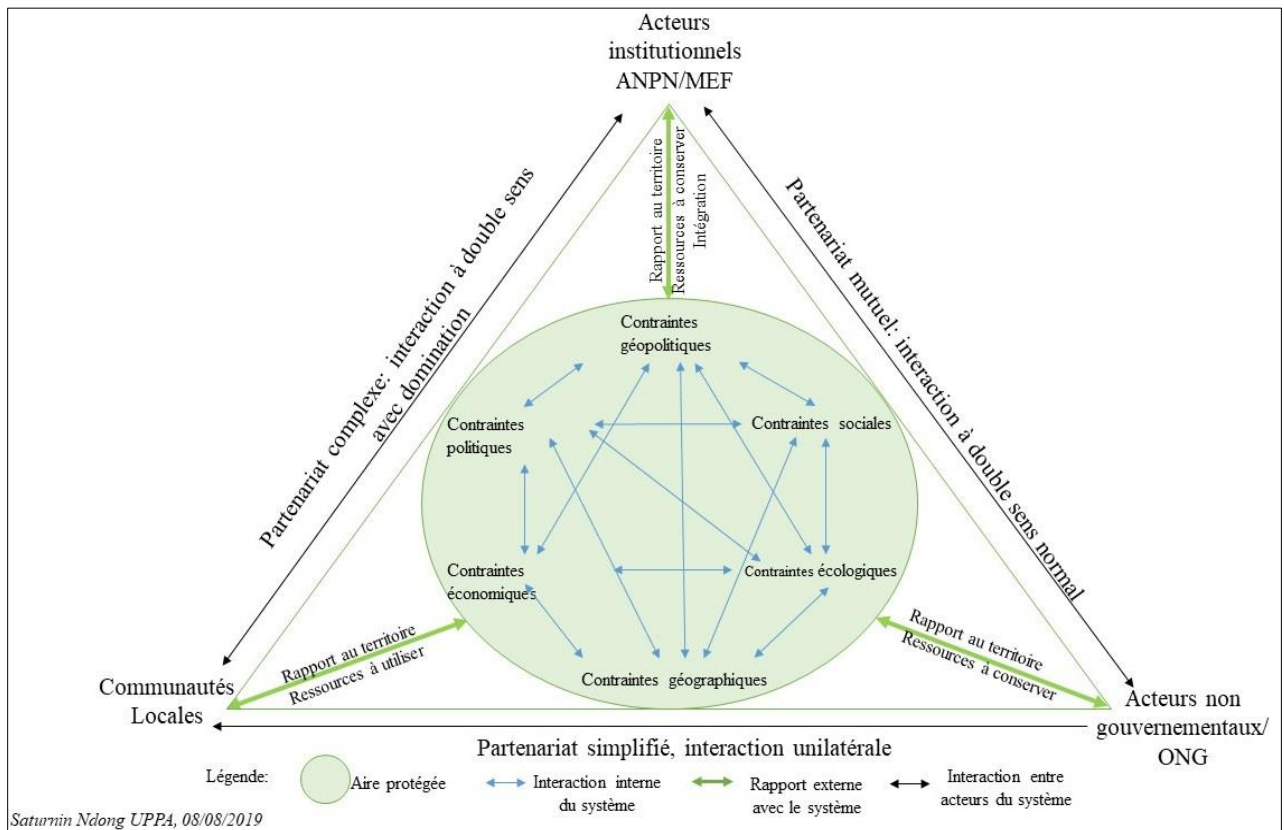 Acteurs
institutionnels
ANPN/MEF
Partenariat complexe: interaction à double sens
avec domination
Rapport au territoire
Ressources à conserver
Intégration
Partenariat mutuel: interaction à double sens normal
Contraintes
géopolitiques
Contraintes
politiques
Contraintes sociales
Contraintes
économiques
Contraintes écologiques
Contraintes géographiques
Rapport au territoire
Ressources à utiliser
Rapport au territoire
Ressources à conserver
Communautés
Locales
Acteurs non
gouvernementaux/
ONG
Partenariat simplifié, interaction unilatérale
Légende:
Aire protégée
Interaction interne
du système
Rapport externe
avec le système
Interaction entre
acteurs du système
Saturnin Ndong UPPA, 08/08/2019